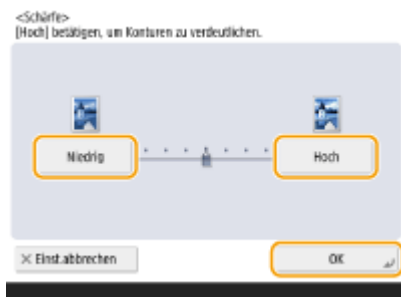 <Schärfe>
[Hoch] betätigen, um Konturen zu verdeutlichen.
Niedrig
Hoch
× Einst.abbrechen
OK